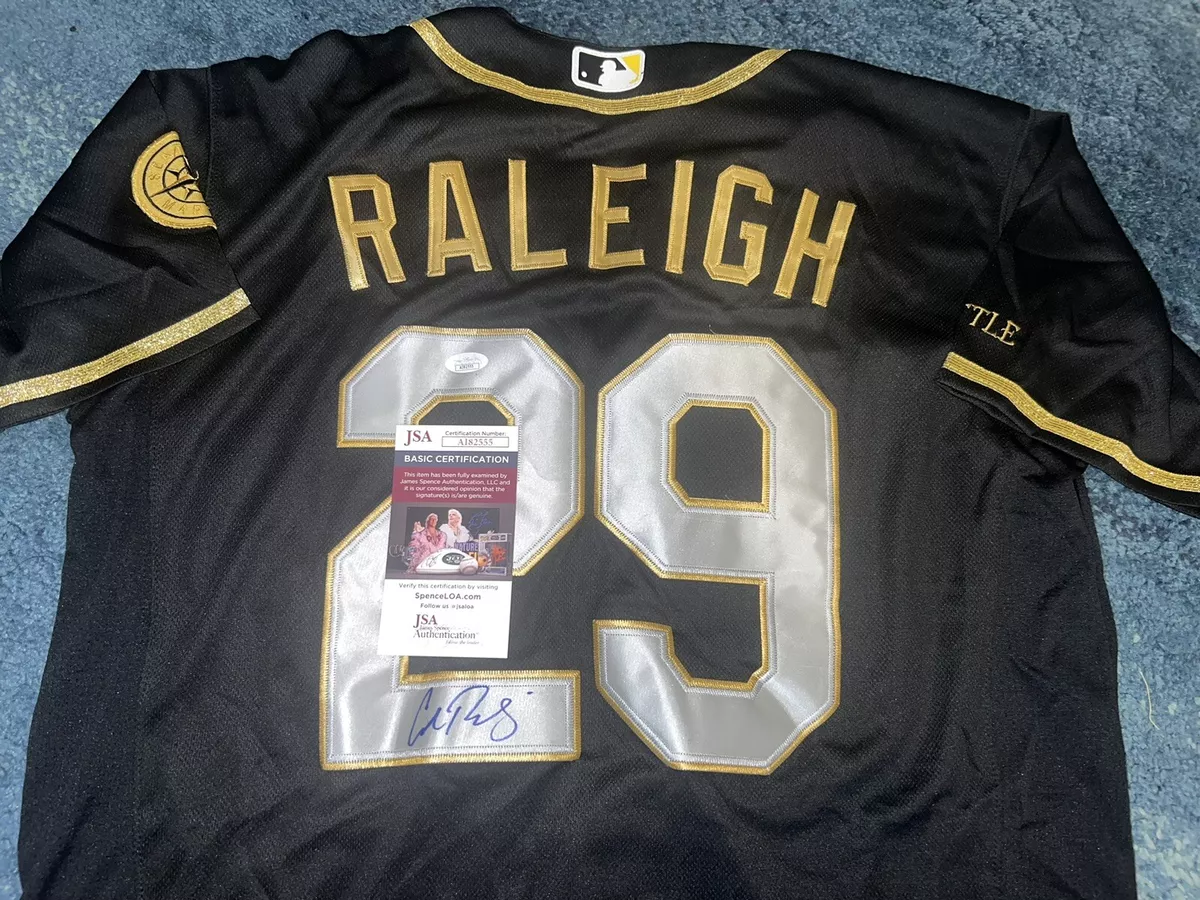 RALEIGH
TLE
29
JSA
Certification Number:
AI82555
BASIC CERTIFICATION
This item has been fully examined by
James Spence Authentication, LLC and
it is our considered opinion that the
signature(s) is/are genuine.
Verify this certification by visiting
SpenceLOA.com
Follow us @jsaloa
JSA
Authentication